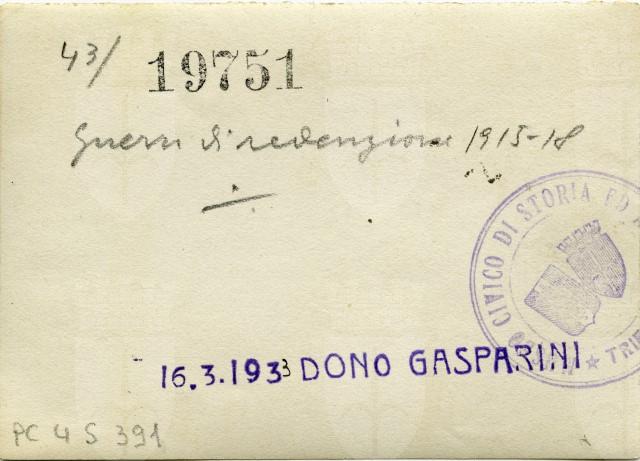 43/ 19751
Guerra di redenzione 1915-18
CIVICO DI STORIA ED
TRIE
16.3.1933 DONO GASPARINI
PC 4 S 391